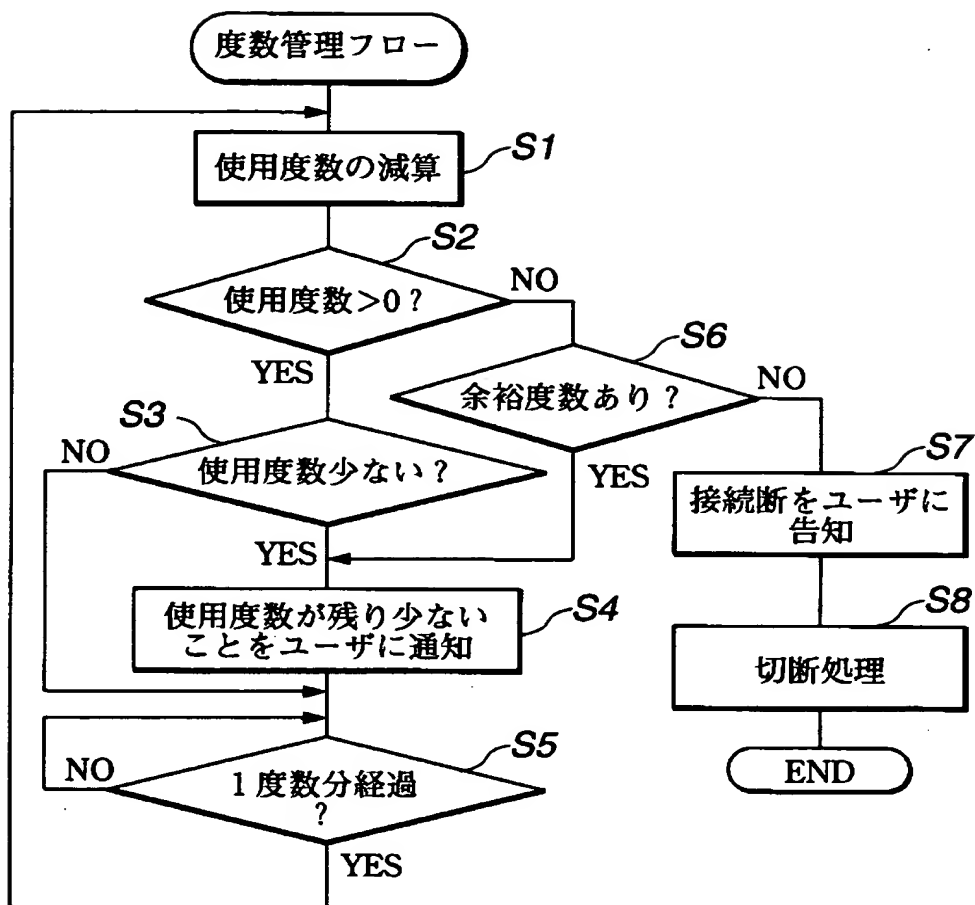 度数管理フロー
使用度数の減算
S1
使用度数>0?
S2
NO
YES
余裕度数あり?
S6
NO
YES
使用度数少ない?
S3
NO
YES
使用度数が残り少ない
ことをユーザに通知
S4
接続断をユーザに
告知
S7
切断処理
S8
END
1度数分経過
?
S5
NO
YES